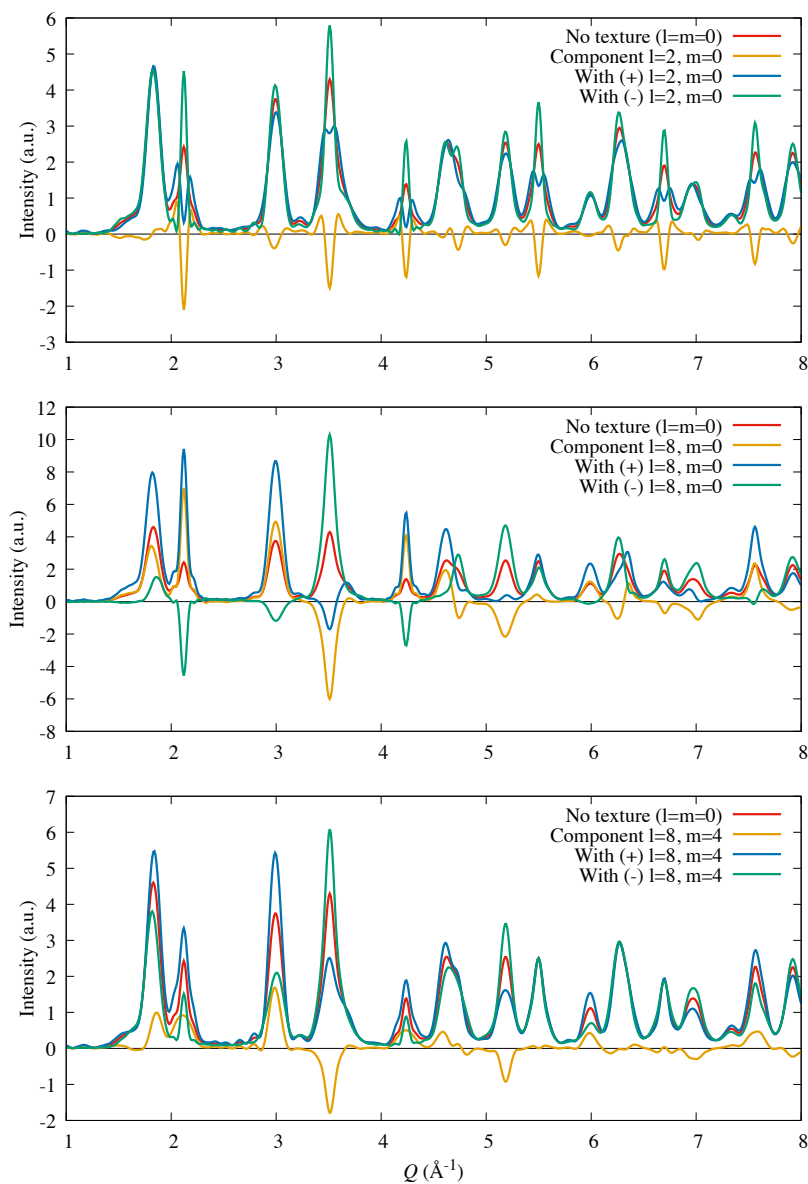 6
5
4
3
2
1
0
-1
-2
-3
Intensity (a.u.)
No texture (l=m=0)
Component l=2, m=0
With (+) l=2, m=0
With (-) l=2, m=0
1 2 3 4 5 6 7 8
12
10
8
6
4
2
0
-2
-4
-6
-8
Intensity (a.u.)
No texture (l=m=0)
Component l=8, m=0
With (+) l=8, m=0
With (-) l=8, m=0
1 2 3 4 5 6 7 8
7
6
5
4
3
2
1
0
-1
-2
Intensity (a.u.)
No texture (l=m=0)
Component l=8, m=4
With (+) l=8, m=4
With (-) l=8, m=4
1 2 3 4 5 6 7 8
Q (Å⁻¹)